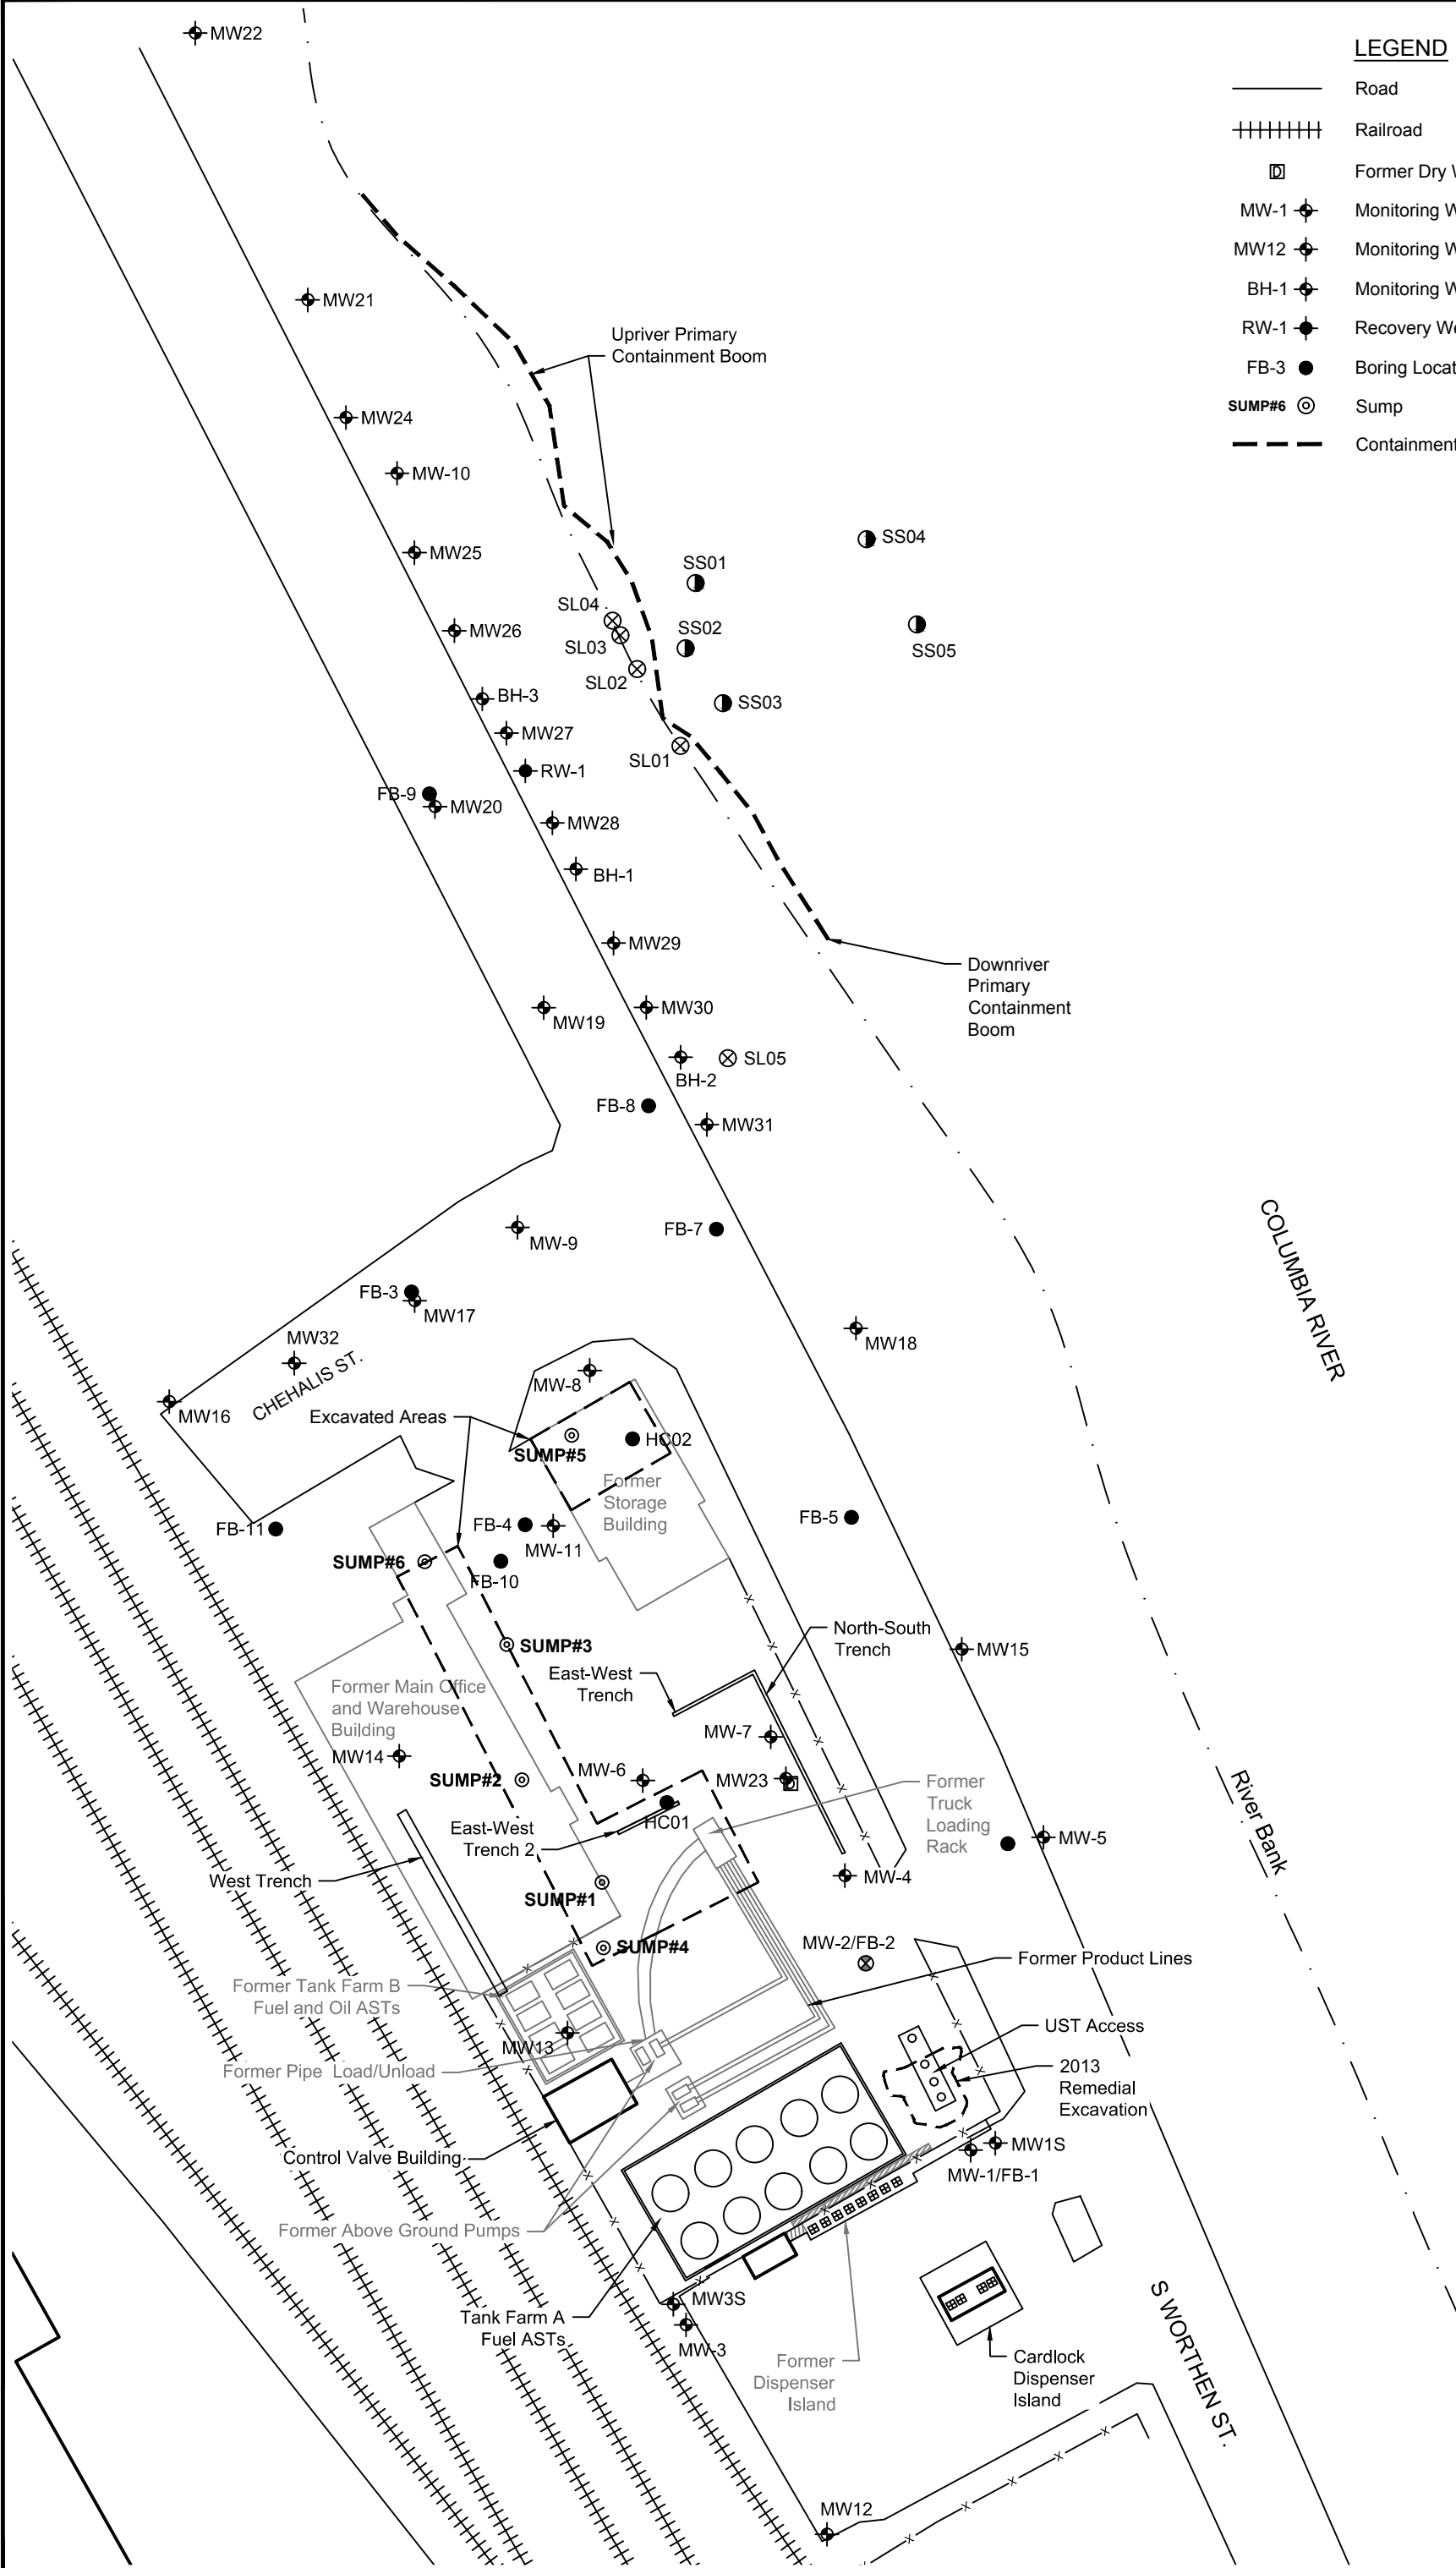 MW22
LEGEND
Road
Railroad
Former Dry
MW-1
Monitoring
MW12
Monitoring
BH-1
Monitoring
RW-1
Recovery
FB-3
Boring
SUMP#6
Sump
Containment
MW21
Upriver Primary
Containment Boom
MW24
MW-10
MW25
SS04
SS01
SL04
MW26
SS02
SS05
SL03
SL02
BH-3
SS03
MW27
SL01
RW-1
FB-9
MW20
MW28
BH-1
MW29
Downriver
Primary
Containment
Boom
MW19
MW30
SL05
BH-2
FB-8
MW31
FB-7
MW-9
COLUMBIA RIVER
FB-3
MW17
MW32
MW18
CHEHALIS ST.
MW-8
MW16
Excavated Areas
HC02
SUMP#5
Former
Storage
Building
FB-11
FB-4
FB-5
MW-11
SUMP#6
FB-10
North-South
Trench
SUMP#3
MW15
East-West
Trench
Former Main Office
and Warehouse
Building
MW-7
MW14
SUMP#2
MW-6
MW23
Former
Truck
Loading
Rack
HC01
East-West
Trench 2
River Bank
MW-5
West Trench
MW-4
SUMP#1
SUMP#4
MW-2/FB-2
Former Product Lines
Former Tank Farm B
Fuel and Oil ASTs
UST Access
MW13
2013
Remedial
Excavation
Former Pipe Load/Unload
Control Valve Building
MW1S
MW-1/FB-1
Former Above Ground Pumps
MW3S
Tank Farm A
Fuel ASTs
MW-3
Former
Dispenser
Island
Cardlock
Dispenser
Island
S WORTHEN ST.
MW12